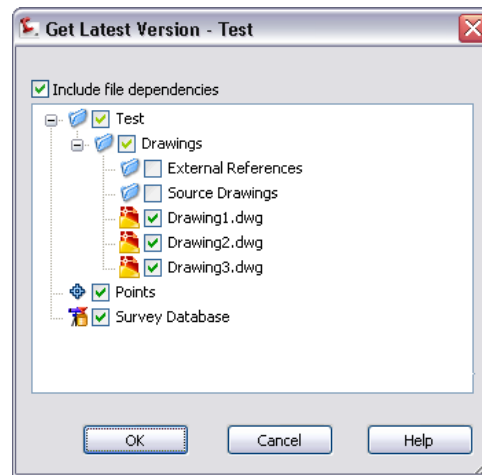 Get Latest Version - Test
Include file dependencies
Test
Drawings
External References
Source Drawings
Drawing1.dwg
Drawing2.dwg
Drawing3.dwg
Points
Survey Database
OK Cancel Help